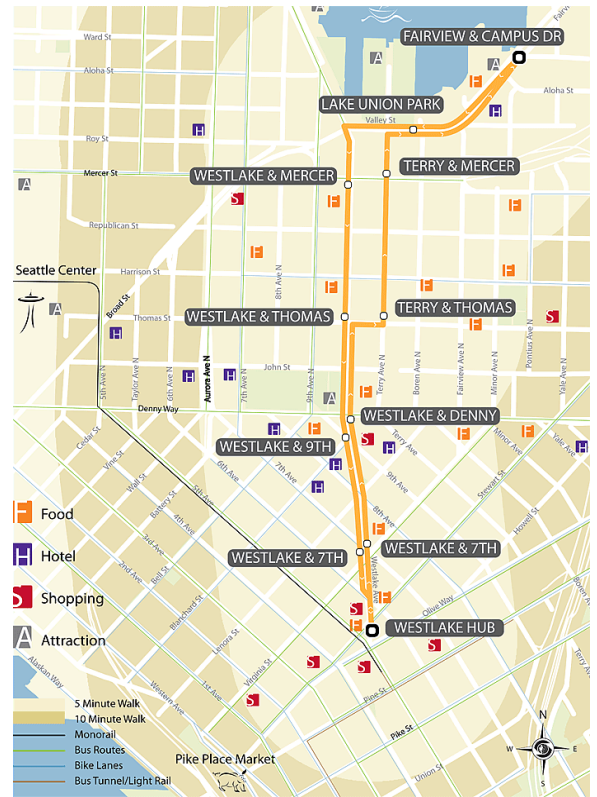 Fairv
FAIRVIEW & CAMPUS DR
Ward St
A
A
Aloha St
F
Aloha St
LAKE UNION PARK
H
Valley St
H
Roy St
Mercer St
TERRY & MERCER
WESTLAKE & MERCER
A
S
F
F
Republican St
F
Seattle Center
Harrison St
8th Ave N
F
F
F
Broad St
A
Thomas St
WESTLAKE & THOMAS
TERRY & THOMAS
S
F
H
5th Ave N
Taylor Ave N
6th Ave N
Aurora Ave N
7th Ave N
John St
9th Ave N
Terry Ave N
Boren Ave N
Fairview Ave N
Minor Ave N
Pontius Ave N
Yale Ave N
H
H
A
F
Denny Way
WESTLAKE & DENNY
Cedar St
H
F
WESTLAKE & 9TH
S
H
Terry Ave
F
Minor Ave
F
Yale Ave
H
Vine St
Wall St
6th Ave
7th Ave
H
H
9th Ave
Stewart St
Battery St
5th Ave
4th Ave
8th Ave
Howell St
F Food
3rd Ave
F
H Hotel
2nd Ave
Bell St
WESTLAKE & 7TH
WESTLAKE & 7TH
Westlake Ave
Boren Ave
S Shopping
Blanchard St
S
F
F
Olive Way
WESTLAKE HUB
A Attraction
Lenora St
S
Terry Ave
Alaskan Way
Virginia St
S
S
Western Ave
1st Ave
S
Pine St
5 Minute Walk
10 Minute Walk
Monorail
Bus Routes
Bike Lanes
Bus Tunnel/Light Rail
Pike St
N
W
E
S
Pike Place Market
Union St